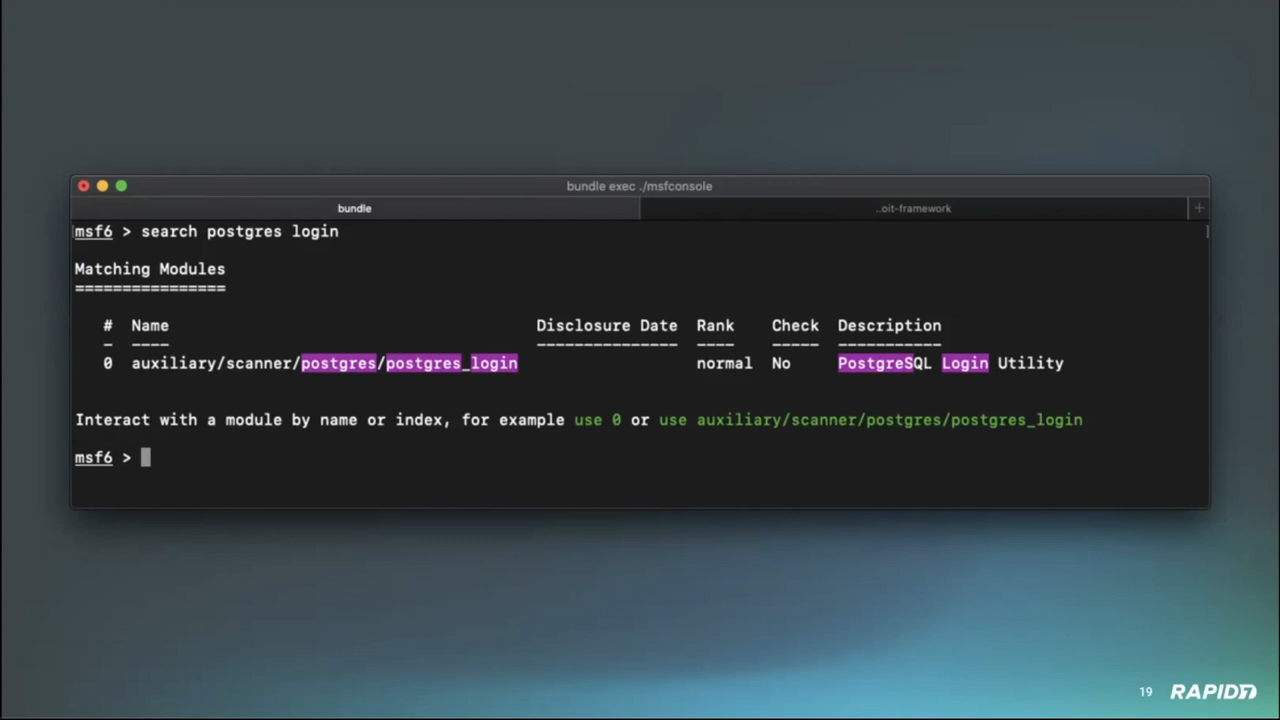 bundle exec ./msfconsole
bundle ..oit-framework +
msf6 > search postgres login
Matching Modules
================
# Name Disclosure Date Rank Check Description
- ---- --------------- ---- ----- -----------
0 auxiliary/scanner/postgres/postgres_login normal No PostgreSQL Login Utility
Interact with a module by name or index, for example use 0 or use auxiliary/scanner/postgres/postgres_login
msf6 >
19 RAPID7